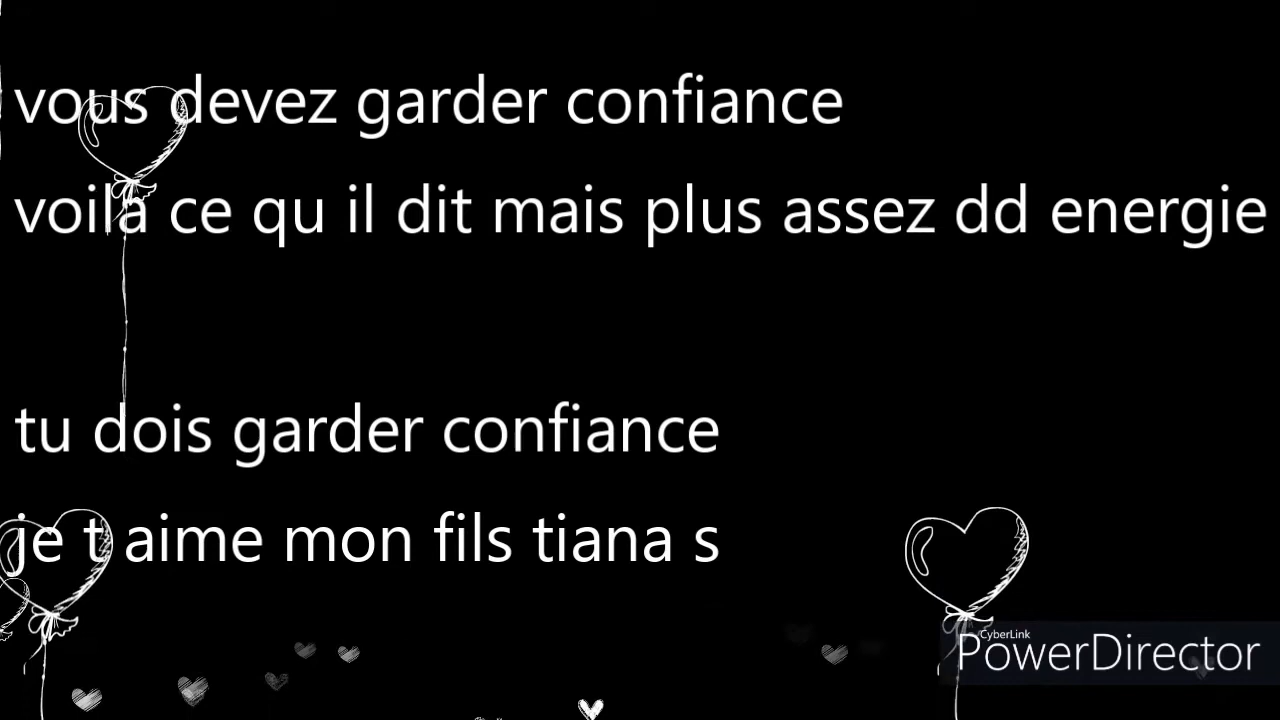 vous devez garder confiance
voila ce qu il dit mais plus assez dd energie
tu dois garder confiance
je t aime mon fils tiana s
CyberLink
PowerDirector